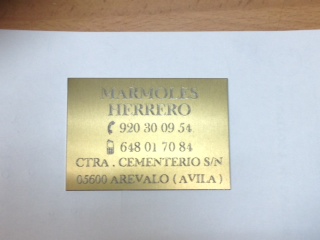 MARMOLES
HERRERO
920 30 09 54
648 01 70 84
CTRA . CEMENTERIO S/N
05600 AREVALO ( AVILA )